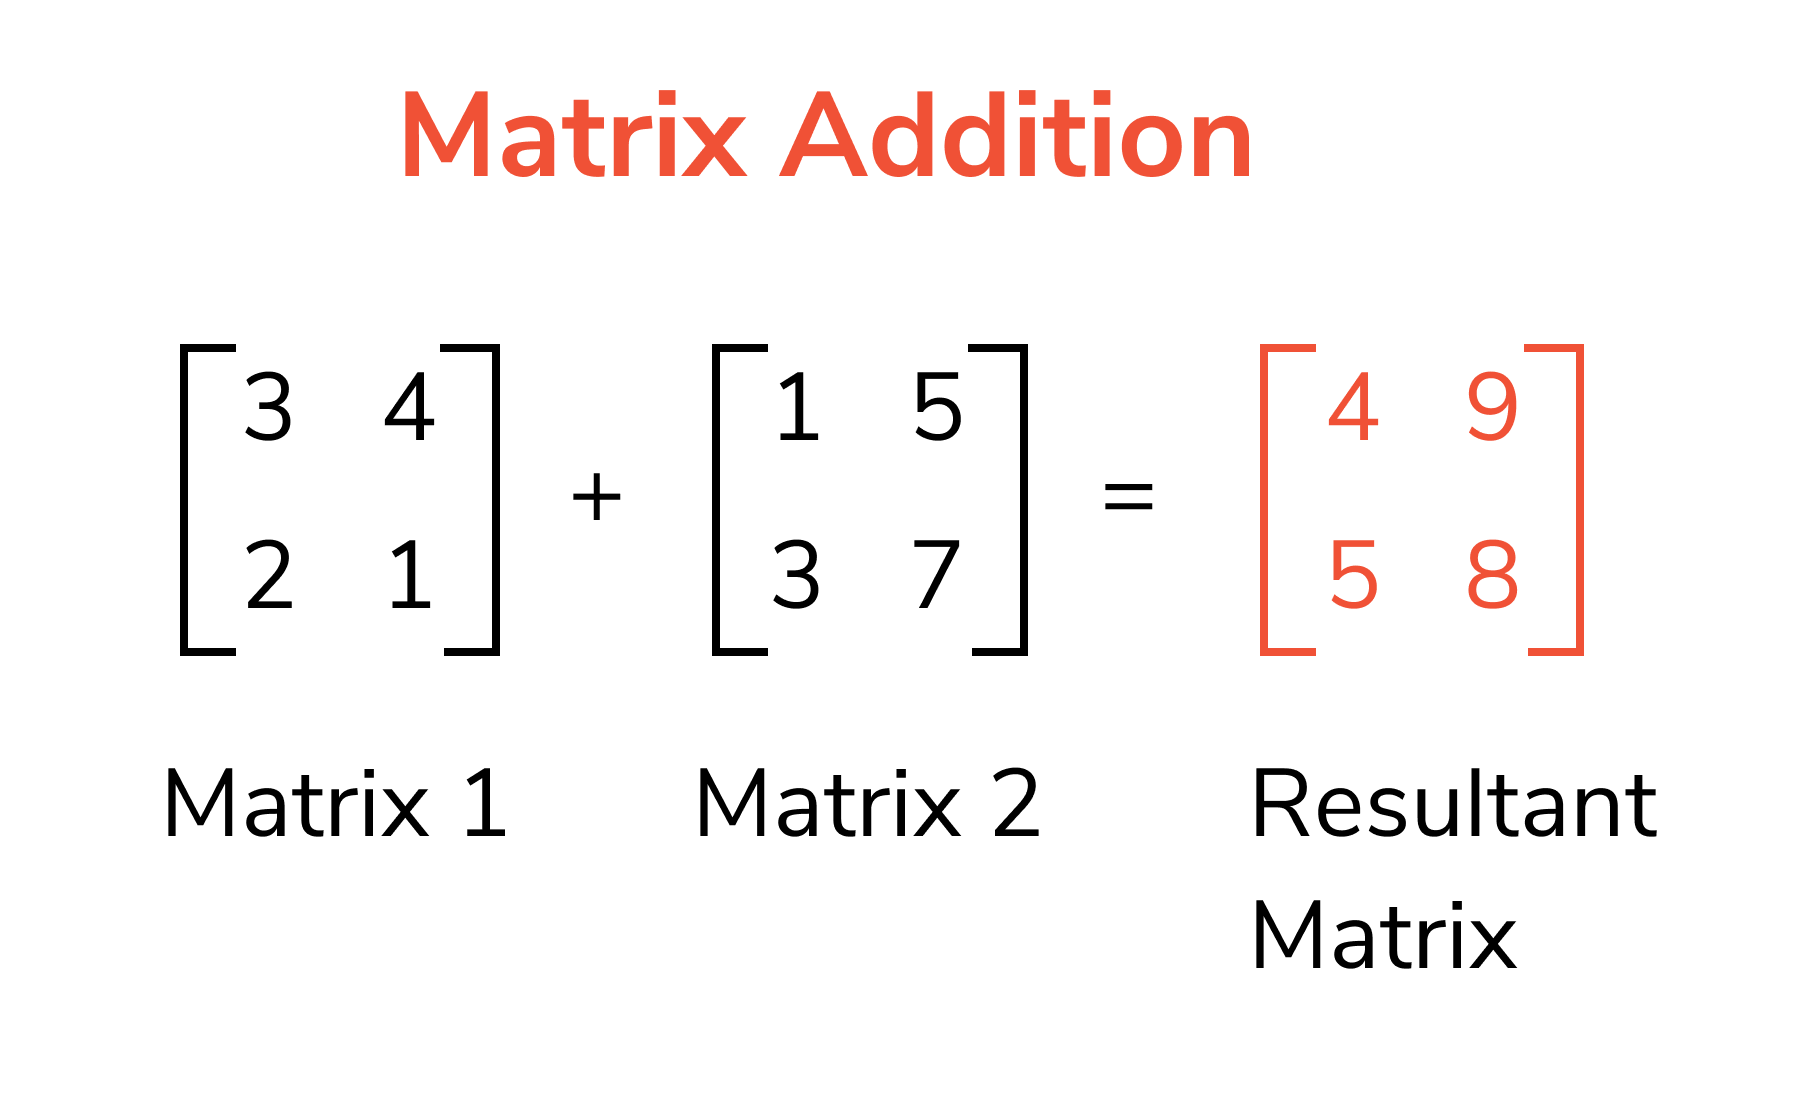 Matrix Addition
3 4 1 5 4 9
+ =
2 1 3 7 5 8
Matrix 1 Matrix 2 Resultant
Matrix